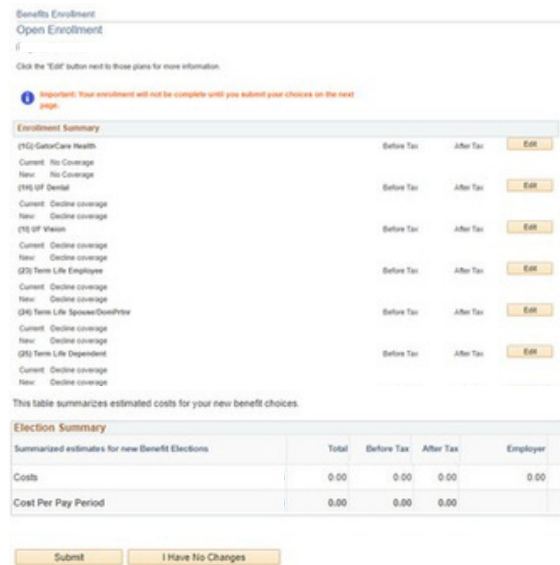 Benefits Enrollment
Open Enrollment
Click the "Edit" button next to those plans for more information.
Important: Your enrollment will not be complete until you submit your choices on the next
page.
Enrollment Summary
(1G) GatorCare Health Before Tax After Tax Edit
Current: No Coverage
New: No Coverage
(1H) UF Dental Before Tax After Tax Edit
Current: Decline coverage
New: Decline coverage
(1I) UF Vision Before Tax After Tax Edit
Current: Decline coverage
New: Decline coverage
(23) Term Life Employee Before Tax After Tax Edit
Current: Decline coverage
New: Decline coverage
(24) Term Life Spouse/DomPrtnr Before Tax After Tax Edit
Current: Decline coverage
New: Decline coverage
(25) Term Life Dependent Before Tax After Tax Edit
Current: Decline coverage
New: Decline coverage
This table summarizes estimated costs for your new benefit choices.
Election Summary
Summarized estimates for new Benefit Elections Total Before Tax After Tax Employer
Costs 0.00 0.00 0.00 0.00
Cost Per Pay Period 0.00 0.00 0.00
Submit I Have No Changes